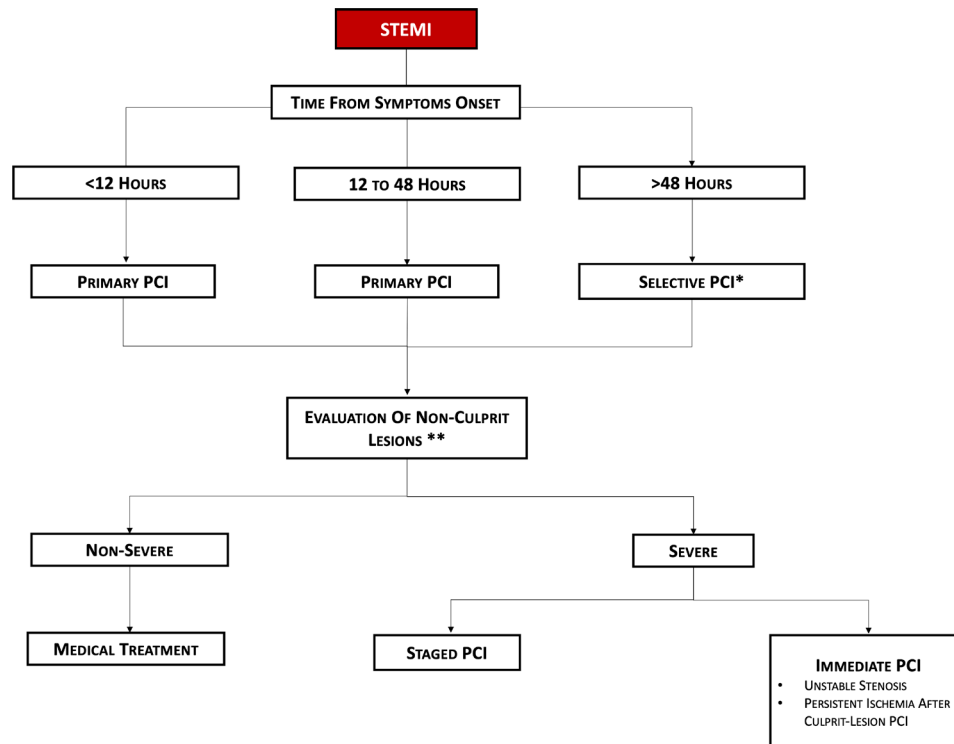 STEMI
TIME FROM SYMPTOMS ONSET
<12 HOURS
12 TO 48 HOURS
>48 HOURS
PRIMARY PCI
PRIMARY PCI
SELECTIVE PCI*
EVALUATION OF NON-CULPRIT
LESIONS **
NON-SEVERE
SEVERE
MEDICAL TREATMENT
STAGED PCI
IMMEDIATE PCI
• UNSTABLE STENOSIS
• PERSISTENT ISCHEMIA AFTER
CULPRIT-LESION PCI